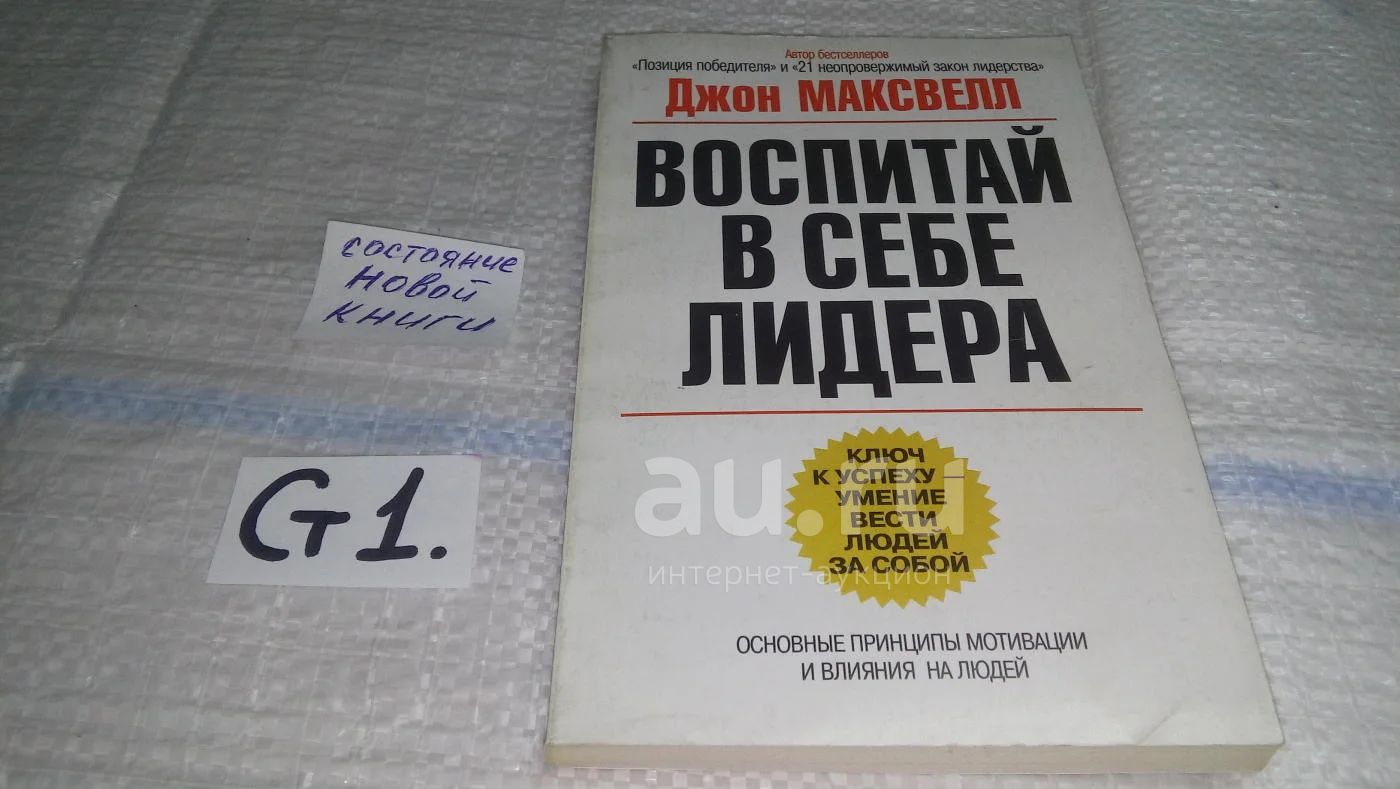 Автор бестселлеров
«Позиция победителя» и «21 неопровержимый закон лидерства»
Джон МАКСВЕЛЛ
ВОСПИТАЙ
В СЕБЕ
ЛИДЕРА
КЛЮЧ
К УСПЕХУ —
УМЕНИЕ
ВЕСТИ
ЛЮДЕЙ
ЗА СОБОЙ
ОСНОВНЫЕ ПРИНЦИПЫ МОТИВАЦИИ
И ВЛИЯНИЯ НА ЛЮДЕЙ
состояние
новой
книги
G1.
au.ru
интернет-аукцион